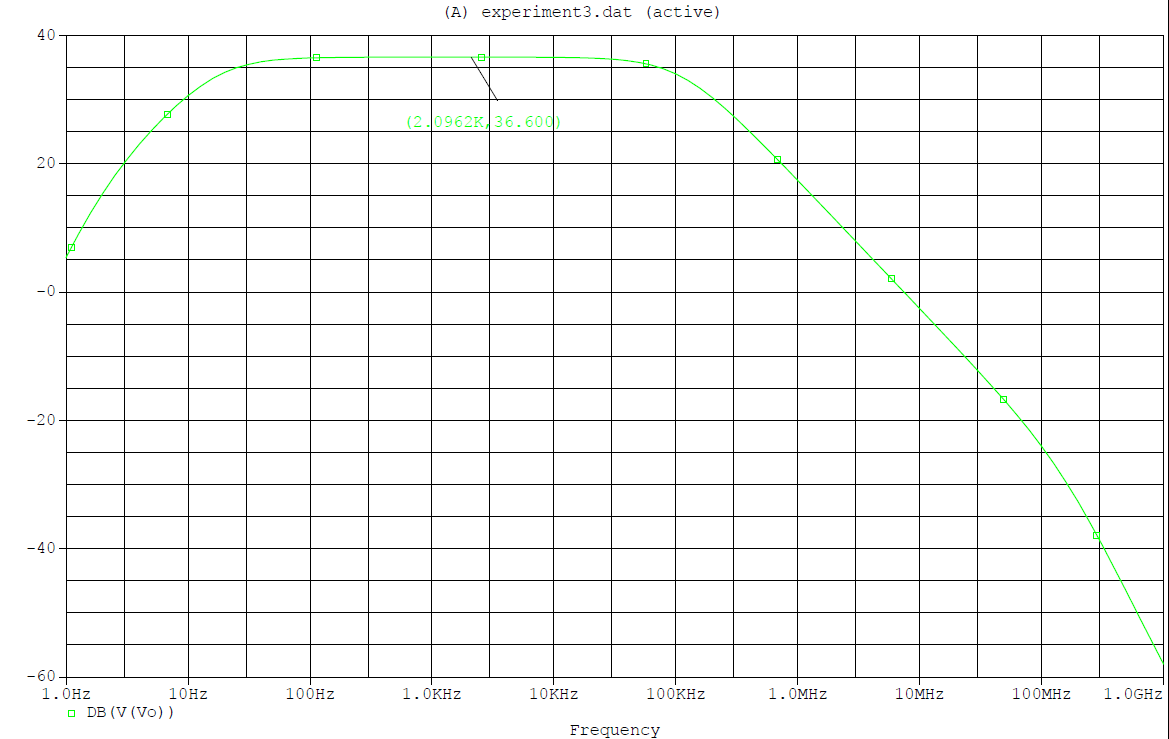 (A) experiment3.dat (active)
40
20
-0
-20
-40
-60
(2.0962K,36.600)
1.0Hz 10Hz 100Hz 1.0KHz 10KHz 100KHz 1.0MHz 10MHz 100MHz 1.0GHz
DB(V(Vo))
Frequency